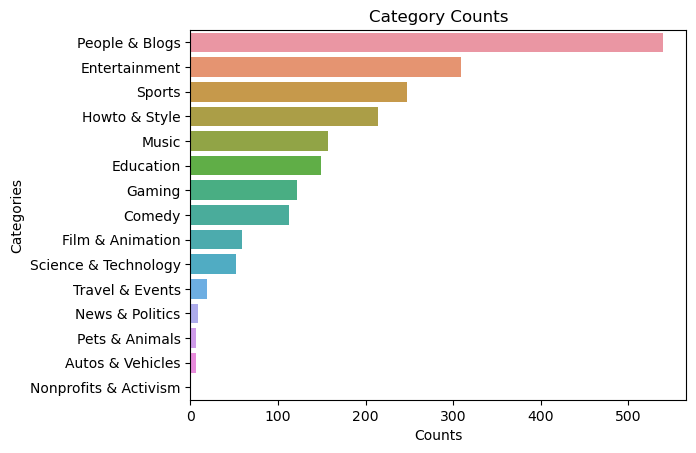 Category Counts
People & Blogs
Entertainment
Sports
Howto & Style
Music
Education
Gaming
Comedy
Film & Animation
Science & Technology
Travel & Events
News & Politics
Pets & Animals
Autos & Vehicles
Nonprofits & Activism
Categories
0 100 200 300 400 500
Counts